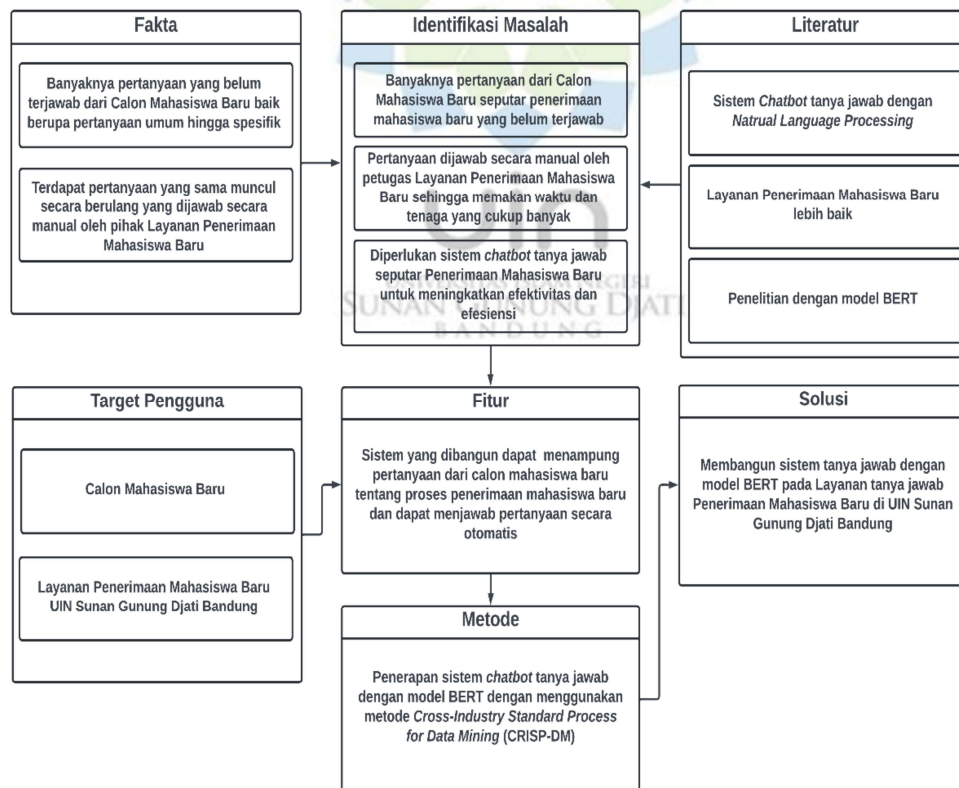 Fakta
Banyaknya pertanyaan yang belum
terjawab dari Calon Mahasiswa Baru baik
berupa pertanyaan umum hingga spesifik
Terdapat pertanyaan yang sama muncul
secara berulang yang dijawab secara
manual oleh pihak Layanan Penerimaan
Mahasiswa Baru
Identifikasi Masalah
Banyaknya pertanyaan dari Calon
Mahasiswa Baru seputar penerimaan
mahasiswa baru yang belum terjawab
Pertanyaan dijawab secara manual oleh
petugas Layanan Penerimaan Mahasiswa
Baru sehingga memakan waktu dan
tenaga yang cukup banyak
Diperlukan sistem chatbot tanya jawab
seputar Penerimaan Mahasiswa Baru
untuk meningkatkan efektivitas dan
efesiensi
uin
UNIVERSITAS ISLAM NEGERI
SUNAN GUNUNG DJATI
BANDUNG
Literatur
Sistem Chatbot tanya jawab dengan
Natrual Language Processing
Layanan Penerimaan Mahasiswa Baru
lebih baik
Penelitian dengan model BERT
Target Pengguna
Calon Mahasiswa Baru
Layanan Penerimaan Mahasiswa Baru
UIN Sunan Gunung Djati Bandung
Fitur
Sistem yang dibangun dapat menampung
pertanyaan dari calon mahasiswa baru
tentang proses penerimaan mahasiswa baru
dan dapat menjawab pertanyaan secara
otomatis
Metode
Penerapan sistem chatbot tanya jawab
dengan model BERT dengan menggunakan
metode Cross-Industry Standard Process
for Data Mining (CRISP-DM)
Solusi
Membangun sistem tanya jawab dengan
model BERT pada Layanan tanya jawab
Penerimaan Mahasiswa Baru di UIN Sunan
Gunung Djati Bandung